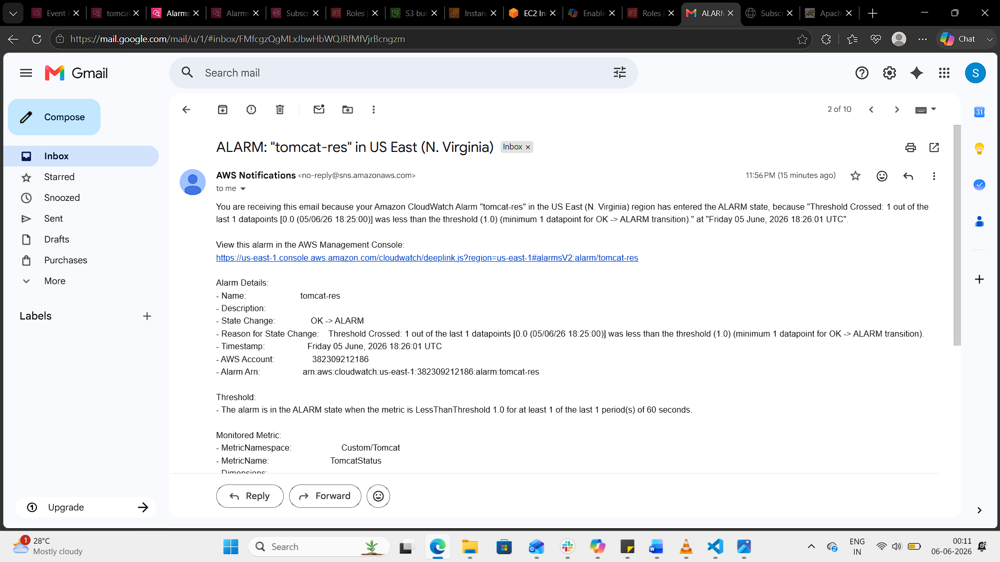 Event
tomcat
Alarms
Alarms
Subscr
Roles
S3 buc
Instan
EC2 In
Enable
Roles
ALARM
Subscr
Apach
https://mail.google.com/mail/u/1/#inbox/FMfcgzQgMLxJbwHbWQJRfMfVjrBcngzm
Chat
Gmail
Search mail
S
Compose
2 of 10
31
ALARM: "tomcat-res" in US East (N. Virginia) Inbox ×
Inbox
Starred
Snoozed
Sent
Drafts
Purchases
More
Labels
Upgrade
AWS Notifications <no-reply@sns.amazonaws.com>
11:56 PM (15 minutes ago)
to me
You are receiving this email because your Amazon CloudWatch Alarm "tomcat-res" in the US East (N. Virginia) region has entered the ALARM state, because "Threshold Crossed: 1 out of the
last 1 datapoints [0.0 (05/06/26 18:25:00)] was less than the threshold (1.0) (minimum 1 datapoint for OK -> ALARM transition)." at "Friday 05 June, 2026 18:26:01 UTC".
View this alarm in the AWS Management Console:
https://us-east-1.console.aws.amazon.com/cloudwatch/deeplink.js?region=us-east-1#alarmsV2:alarm/tomcat-res
Alarm Details:
- Name: tomcat-res
- Description:
- State Change: OK -> ALARM
- Reason for State Change: Threshold Crossed: 1 out of the last 1 datapoints [0.0 (05/06/26 18:25:00)] was less than the threshold (1.0) (minimum 1 datapoint for OK -> ALARM transition).
- Timestamp: Friday 05 June, 2026 18:26:01 UTC
- AWS Account: 382309212186
- Alarm Arn: arn:aws:cloudwatch:us-east-1:382309212186:alarm:tomcat-res
Threshold:
- The alarm is in the ALARM state when the metric is LessThanThreshold 1.0 for at least 1 of the last 1 period(s) of 60 seconds.
Monitored Metric:
- MetricNamespace: Custom/Tomcat
- MetricName: TomcatStatus
- Dimensions:
Reply
Forward
1
28°C
Mostly cloudy
Search
ENG
IN
00:11
06-06-2026